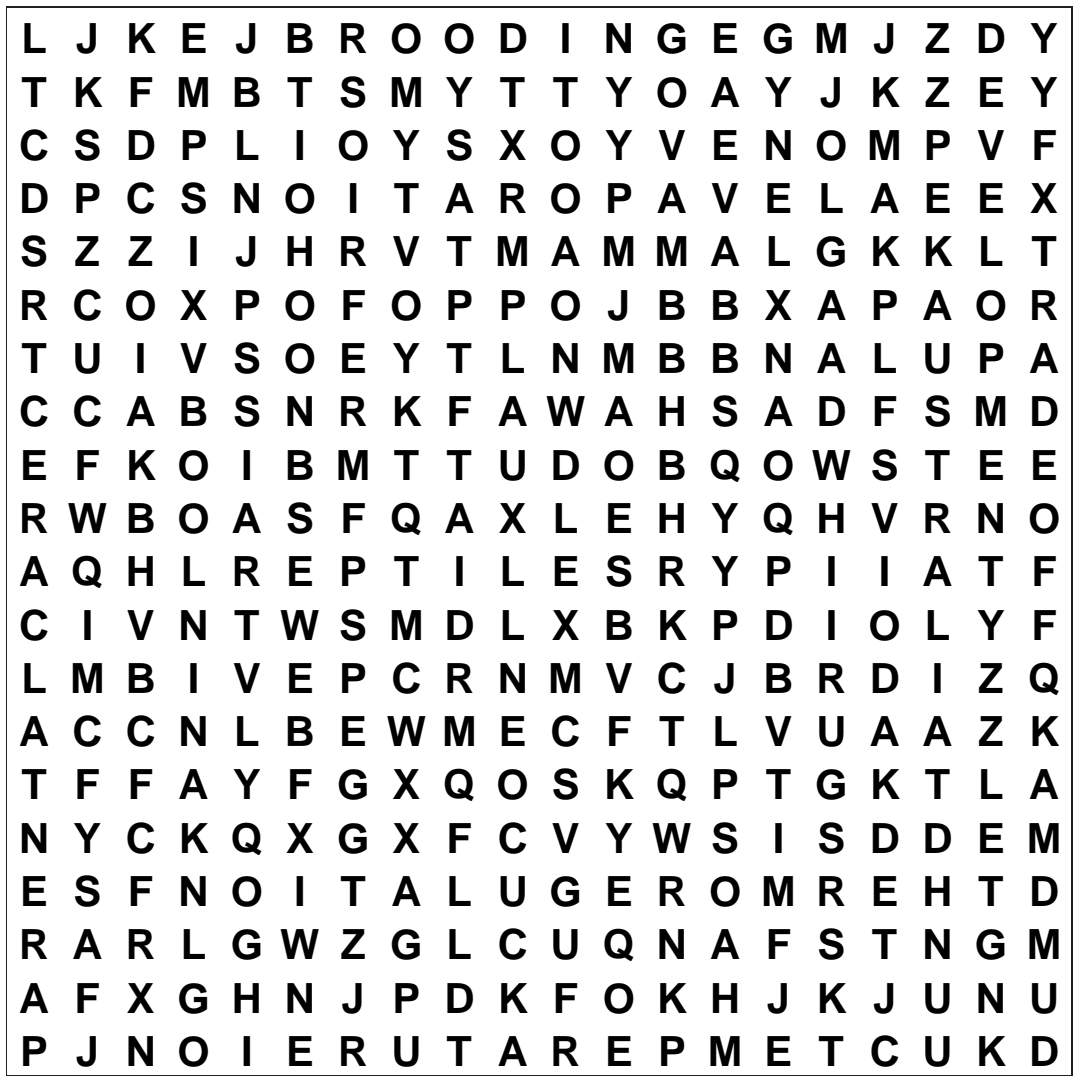 L J K E J B R O O D I N G E G M J Z D Y
T K F M B T S M Y T T Y O A Y J K Z E Y
C S D P L I O Y S X O Y V E N O M P V F
D P C S N O I T A R O P A V E L A E E X
S Z Z I J H R V T M A M M A L G K K L T
R C O X P O F O P P O J B B X A P A O R
T U I V S O E Y T L N M B B N A L U P A
C C A B S N R K F A W A H S A D F S M D
E F K O I B M T T U D O B Q O W S T E E
R W B O A S F Q A X L E H Y Q H V R N O
A Q H L R E P T I L E S R Y P I I A T F
C I V N T W S M D L X B K P D I O L Y F
L M B I V E P C R N M V C J B R D I Z Q
A C C N L B E W M E C F T L V U A A Z K
T F F A Y F G X Q O S K Q P T G K T L A
N Y C K Q X G X F C V Y W S I S D D E M
E S F N O I T A L U G E R O M R E H T D
R A R L G W Z G L C U Q N A F S T N G M
A F X G H N J P D K F O K H J K J U N U
P J N O I E R U T A R E P M E T C U K D